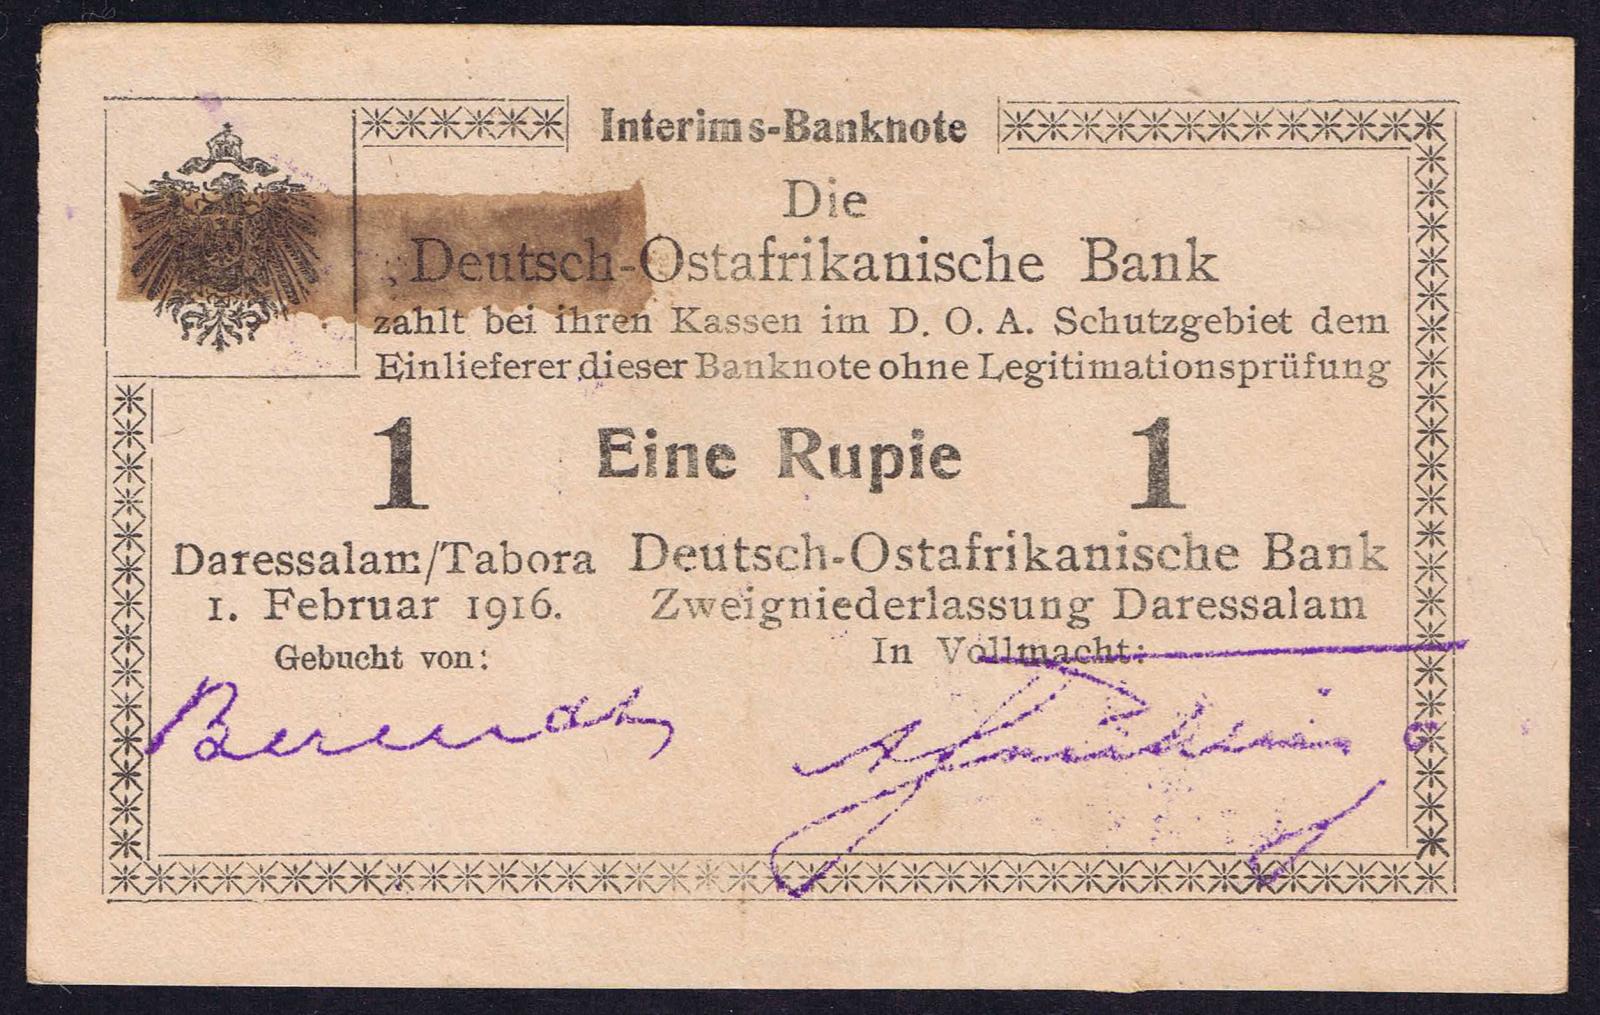 Interims-Banknote
Die
Deutsch-Ostafrikanische Bank
zahlt bei ihren Kassen im D. O. A. Schutzgebiet dem
Einlieferer dieser Banknote ohne Legitimationsprüfung
1 Eine Rupie 1
Daressalam/Tabora
1. Februar 1916.
Gebucht von:
Deutsch-Ostafrikanische Bank
Zweigniederlassung Daressalam
In Vollmacht: